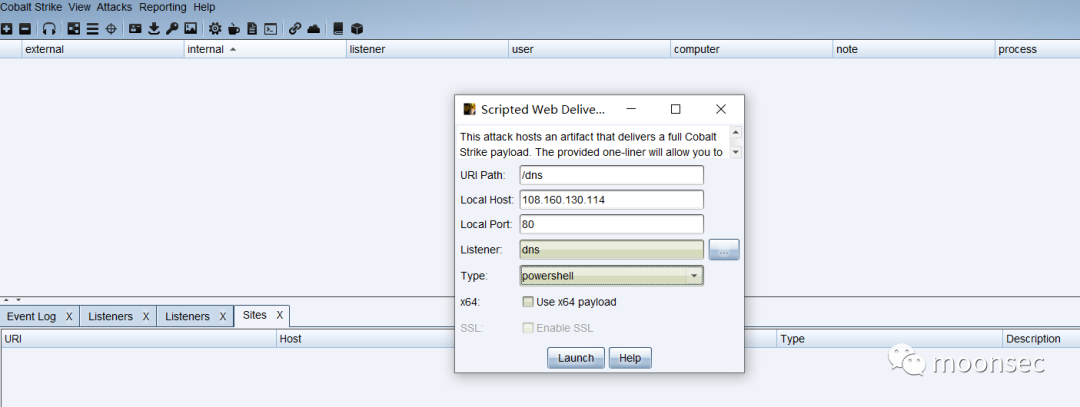 Cobalt Strike View Attacks Reporting Help
external internal listener user computer note process
Scripted Web Delive...
This attack hosts an artifact that delivers a full Cobalt
Strike payload. The provided one-liner will allow you to
URI Path: /dns
Local Host: 108.160.130.114
Local Port: 80
Listener: dns ...
Type: powershell
x64: Use x64 payload
SSL: Enable SSL
Launch Help
Event Log X Listeners X Listeners X Sites X
URI Host Type Description
moonsec